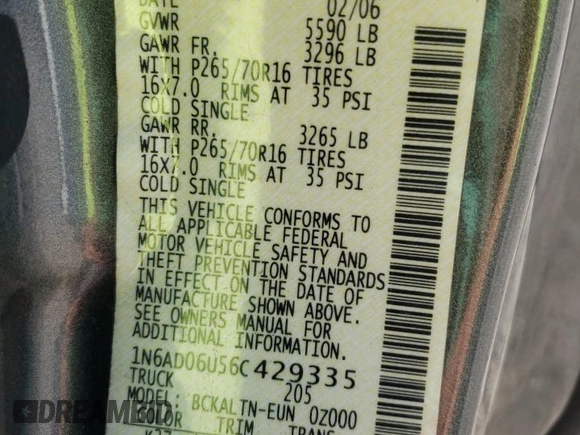 DATE 02/06
GVWR 5590 LB
GAWR FR. 3296 LB
WITH P265/70R16 TIRES
16X7.0 RIMS AT 35 PSI
COLD SINGLE
GAWR RR. 3265 LB
WITH P265/70R16 TIRES
16X7.0 RIMS AT 35 PSI
COLD SINGLE
THIS VEHICLE CONFORMS TO
ALL APPLICABLE FEDERAL
MOTOR VEHICLE SAFETY AND
THEFT PREVENTION STANDARDS
IN EFFECT ON THE DATE OF
MANUFACTURE SHOWN ABOVE.
SEE OWNERS MANUAL FOR
ADDITIONAL INFORMATION.
1N6AD06U56C429335
TRUCK 205
MODEL: BCKALTN-EUN 0Z000
COLOR TRIM TRANS
K27
DREAMBID